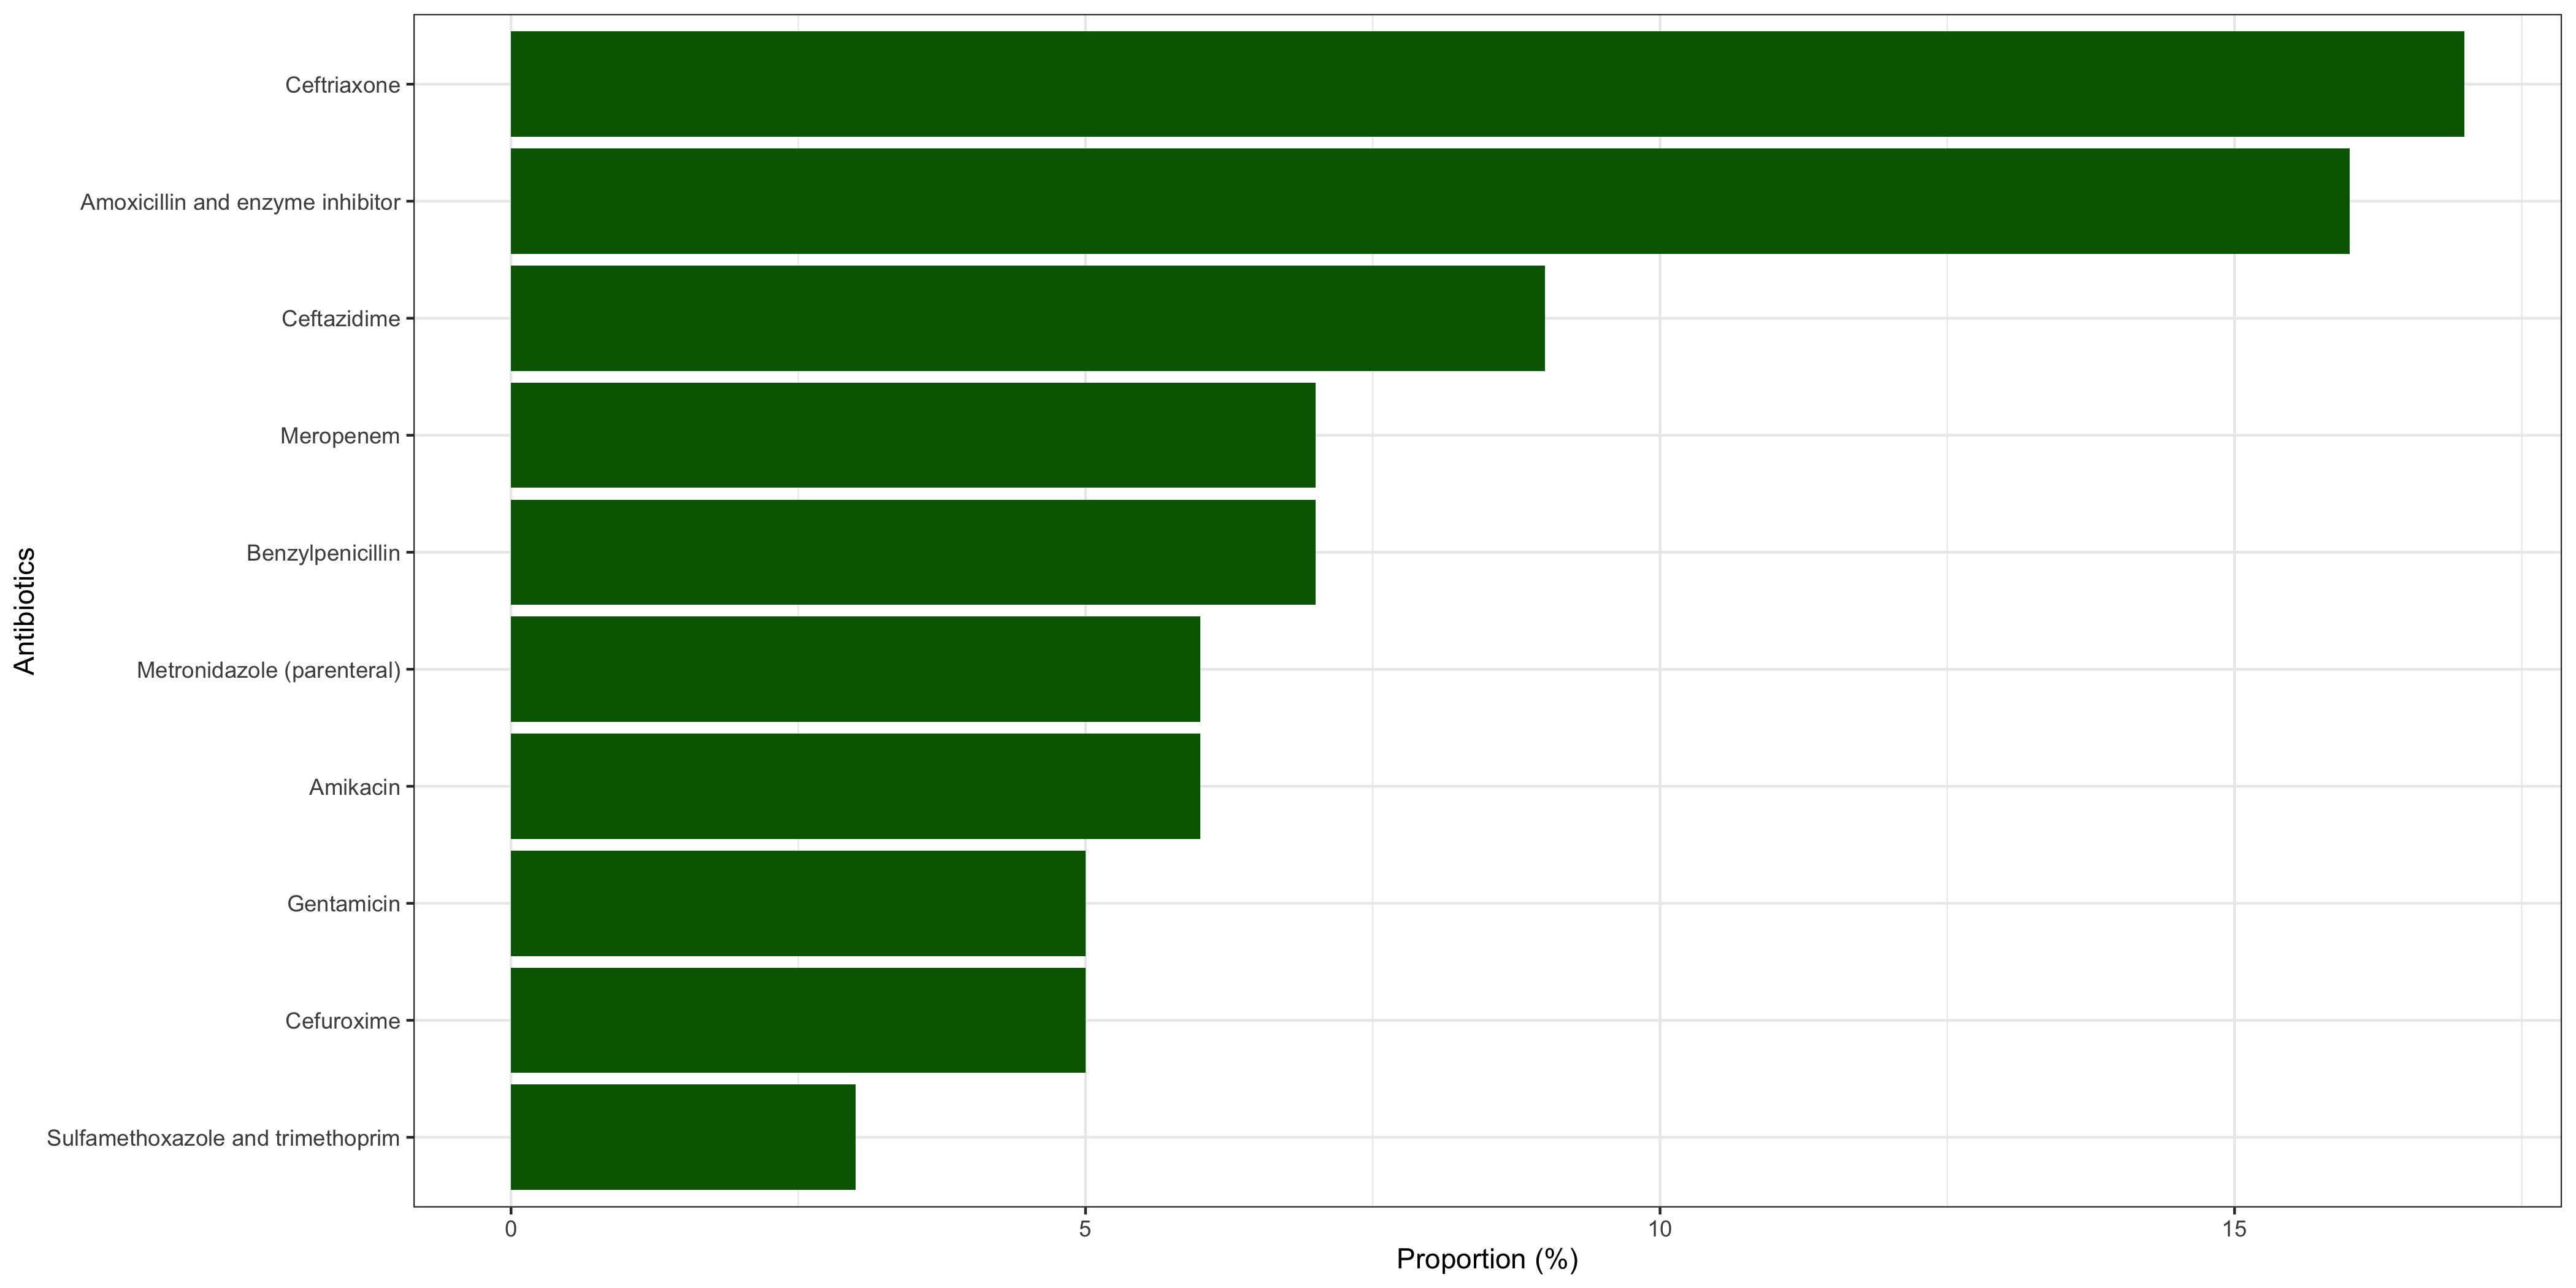 Ceftriaxone
Amoxicillin and enzyme inhibitor
Ceftazidime
Meropenem
Benzylpenicillin
Metronidazole (parenteral)
Amikacin
Gentamicin
Cefuroxime
Sulfamethoxazole and trimethoprim
Antibiotics
0 5 10 15
Proportion (%)